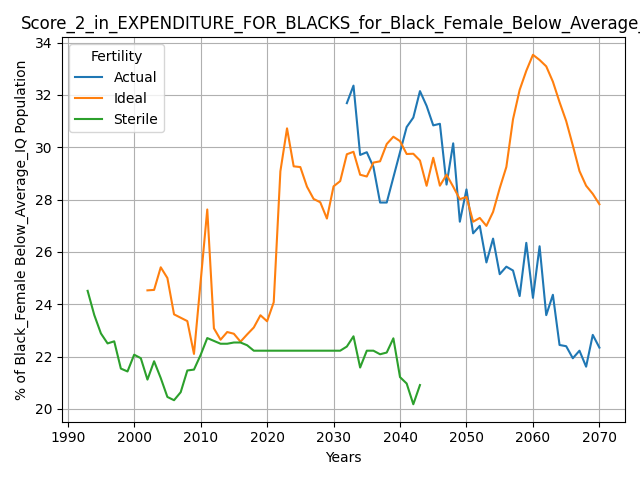 Score_2_in_EXPENDITURE_FOR_BLACKS_for_Black_Female_Below_Average_
Fertility
Actual
Ideal
Sterile
% of Black_Female Below_Average_IQ Population
34
32
30
28
26
24
22
20
1990 2000 2010 2020 2030 2040 2050 2060 2070
Years